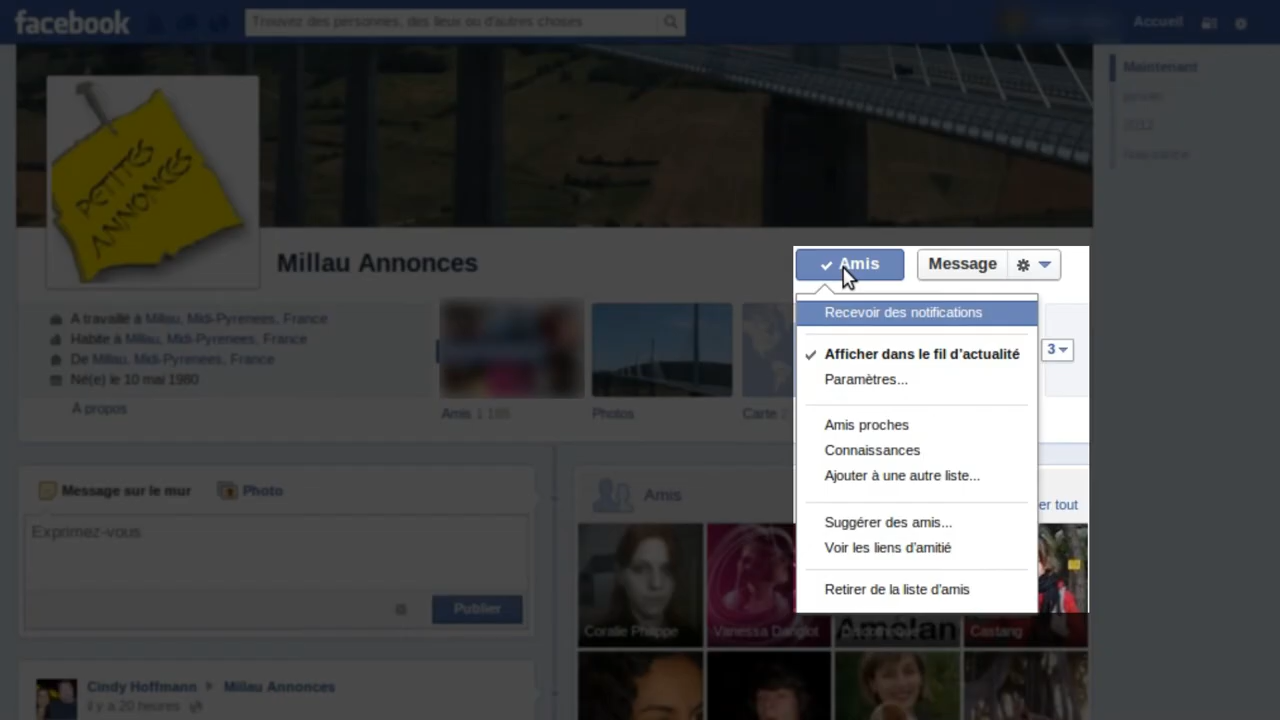 facebook
Trouvez des personnes, des lieux ou d'autres choses
Accueil
Maintenant
2012
PETITES
ANNONCES
Millau Annonces
Amis
Message
Recevoir des notifications
Afficher dans le fil d'actualité
Paramètres...
Amis proches
Connaissances
Ajouter à une autre liste...
Suggérer des amis...
Voir les liens d'amitié
Retirer de la liste d'amis
3
A travaillé à Millau, Midi-Pyrenees, France
Habite à Millau, Midi-Pyrenees, France
De Millau, Midi-Pyrenees, France
Né(e) le 10 mai 1980
À propos
Amis
Photos
Carte
Message sur le mur
Photo
Exprimez-vous
Publier
Amis
er tout
Coralie Philippe
Vanessa Danglot
Castang
Cindy Hoffmann
Millau Annonces
il y a 20 heures